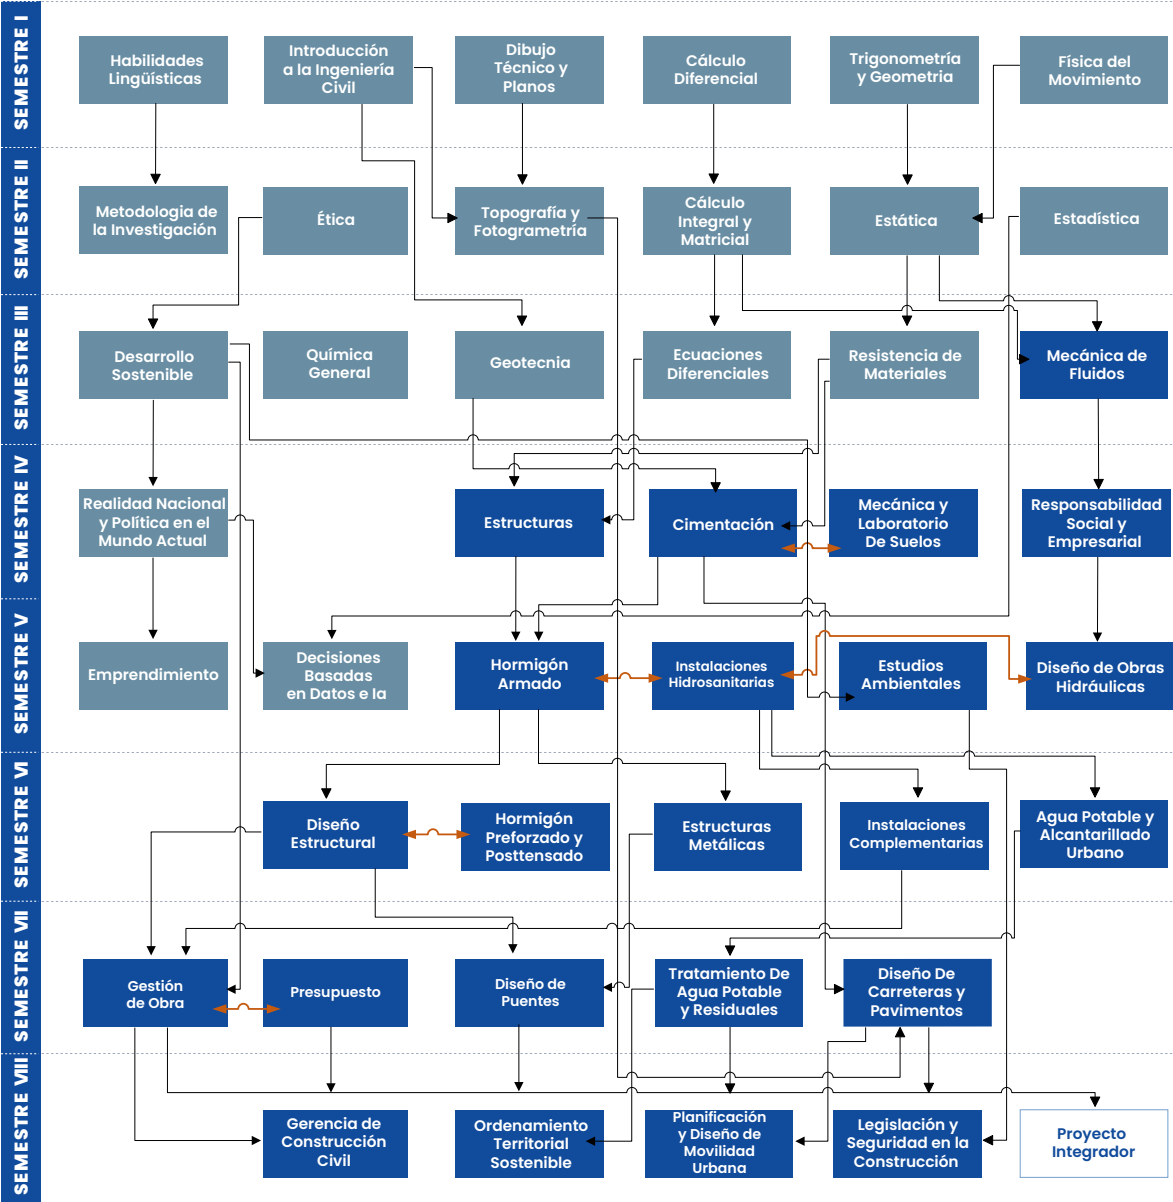 SEMESTRE I
Habilidades
Lingüísticas
Introducción
a la Ingeniería
Civil
Dibujo
Técnico y
Planos
Cálculo
Diferencial
Trigonometría
y Geometria
Física del
Movimiento
SEMESTRE II
Metodologia de
la Investigación
Ética
Topografía y
Fotogrametría
Cálculo
Integral y
Matricial
Estática
Estadística
SEMESTRE III
Desarrollo
Sostenible
Química
General
Geotecnia
Ecuaciones
Diferenciales
Resistencia de
Materiales
Mecánica de
Fluidos
SEMESTRE IV
Realidad Nacional
y Política en el
Mundo Actual
Estructuras
Cimentación
Mecánica y
Laboratorio
De Suelos
Responsabilidad
Social y
Empresarial
SEMESTRE V
Emprendimiento
Decisiones
Basadas
en Datos e la
Hormigón
Armado
Instalaciones
Hidrosanitarias
Estudios
Ambientales
Diseño de Obras
Hidráulicas
SEMESTRE VI
Diseño
Estructural
Hormigón
Preforzado y
Posttensado
Estructuras
Metálicas
Instalaciones
Complementarias
Agua Potable y
Alcantarillado
Urbano
SEMESTRE VII
Gestión
de Obra
Presupuesto
Diseño de
Puentes
Tratamiento De
Agua Potable
y Residuales
Diseño De
Carreteras y
Pavimentos
SEMESTRE VIII
Gerencia de
Construcción
Civil
Ordenamiento
Territorial
Sostenible
Planificación
y Diseño de
Movilidad
Urbana
Legislación y
Seguridad en la
Construcción
Proyecto
Integrador